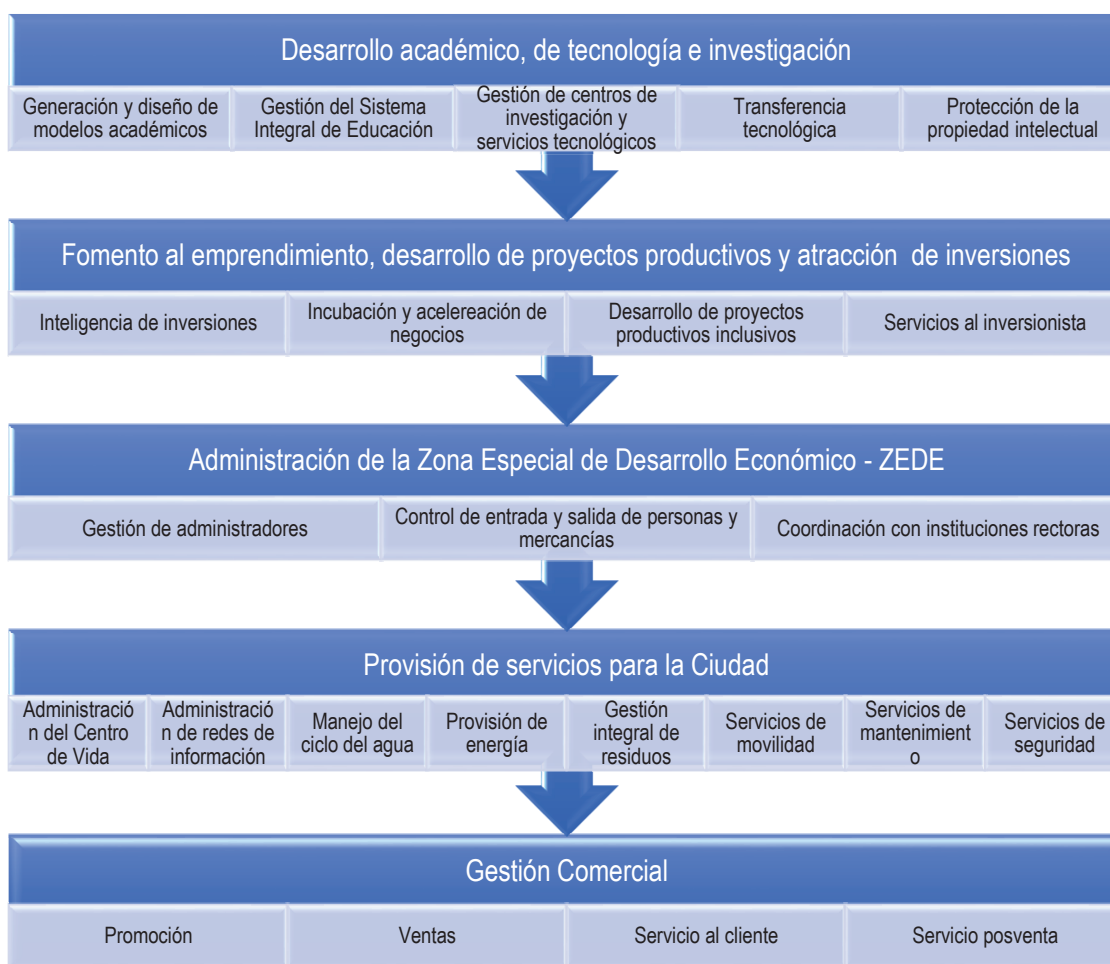 Desarrollo académico, de tecnología e investigación
Generación y diseño de
modelos académicos
Gestión del Sistema
Integral de Educación
Gestión de centros de
investigación y
servicios tecnológicos
Transferencia
tecnológica
Protección de la
propiedad intelectual
Fomento al emprendimiento, desarrollo de proyectos productivos y atracción de inversiones
Inteligencia de inversiones
Incubación y acelereación de
negocios
Desarrollo de proyectos
productivos inclusivos
Servicios al inversionista
Administración de la Zona Especial de Desarrollo Económico - ZEDE
Gestión de administradores
Control de entrada y salida de personas y
mercancías
Coordinación con instituciones rectoras
Provisión de servicios para la Ciudad
Administració
n del Centro
de Vida
Administració
n de redes de
información
Manejo del
ciclo del agua
Provisión de
energía
Gestión
integral de
residuos
Servicios de
movilidad
Servicios de
mantenimient
o
Servicios de
seguridad
Gestión Comercial
Promoción
Ventas
Servicio al cliente
Servicio posventa